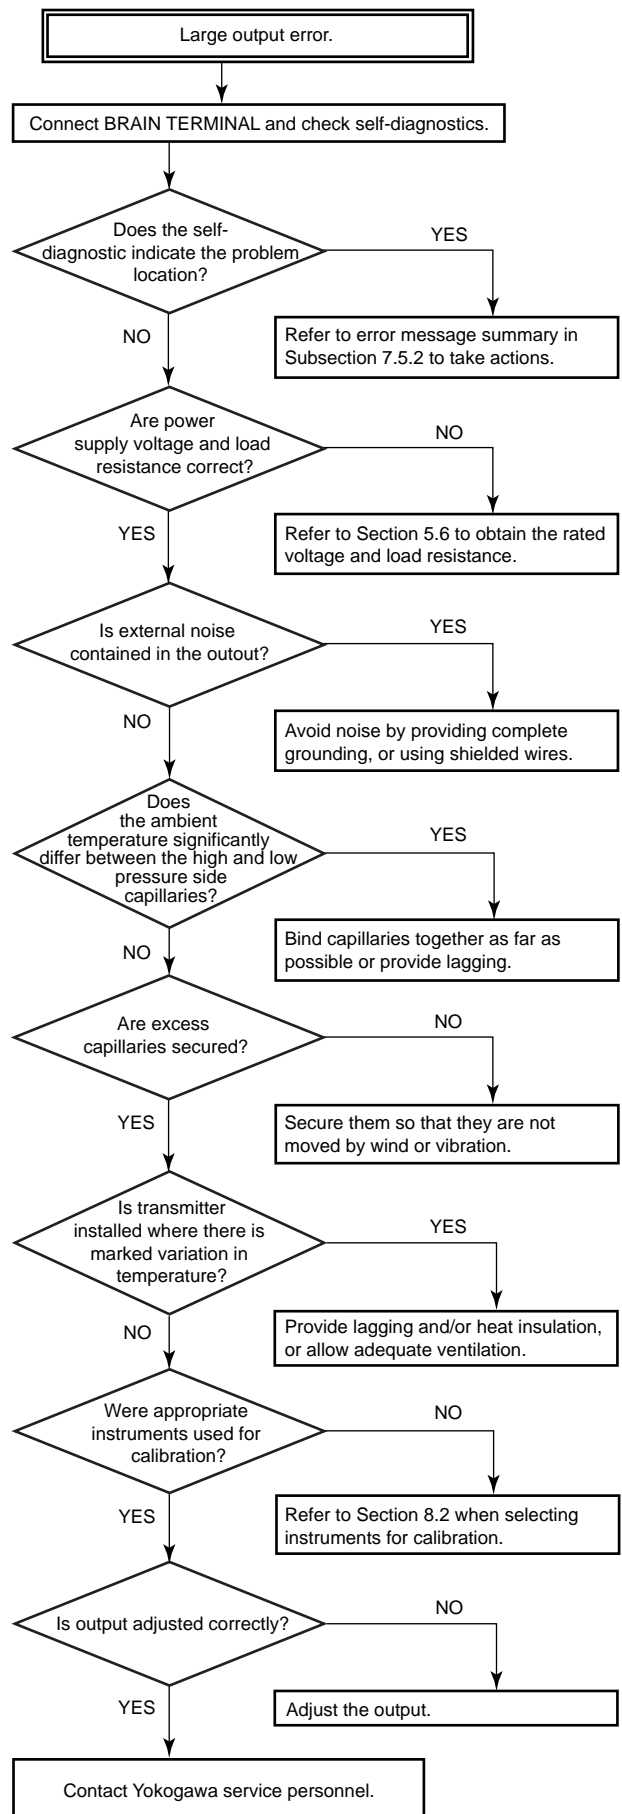 Large output error.
Connect BRAIN TERMINAL and check self-diagnostics.
Does the self-
diagnostic indicate the problem
location?
YES
NO
Refer to error message summary in
Subsection 7.5.2 to take actions.
Are power
supply voltage and load
resistance correct?
NO
YES
Refer to Section 5.6 to obtain the rated
voltage and load resistance.
Is external noise
contained in the outout?
YES
NO
Avoid noise by providing complete
grounding, or using shielded wires.
Does
the ambient
temperature significantly
differ between the high and low
pressure side
capillaries?
YES
NO
Bind capillaries together as far as
possible or provide lagging.
Are excess
capillaries secured?
NO
YES
Secure them so that they are not
moved by wind or vibration.
Is transmitter
installed where there is
marked variation in
temperature?
YES
NO
Provide lagging and/or heat insulation,
or allow adequate ventilation.
Were appropriate
instruments used for
calibration?
NO
YES
Refer to Section 8.2 when selecting
instruments for calibration.
Is output adjusted correctly?
NO
YES
Adjust the output.
Contact Yokogawa service personnel.